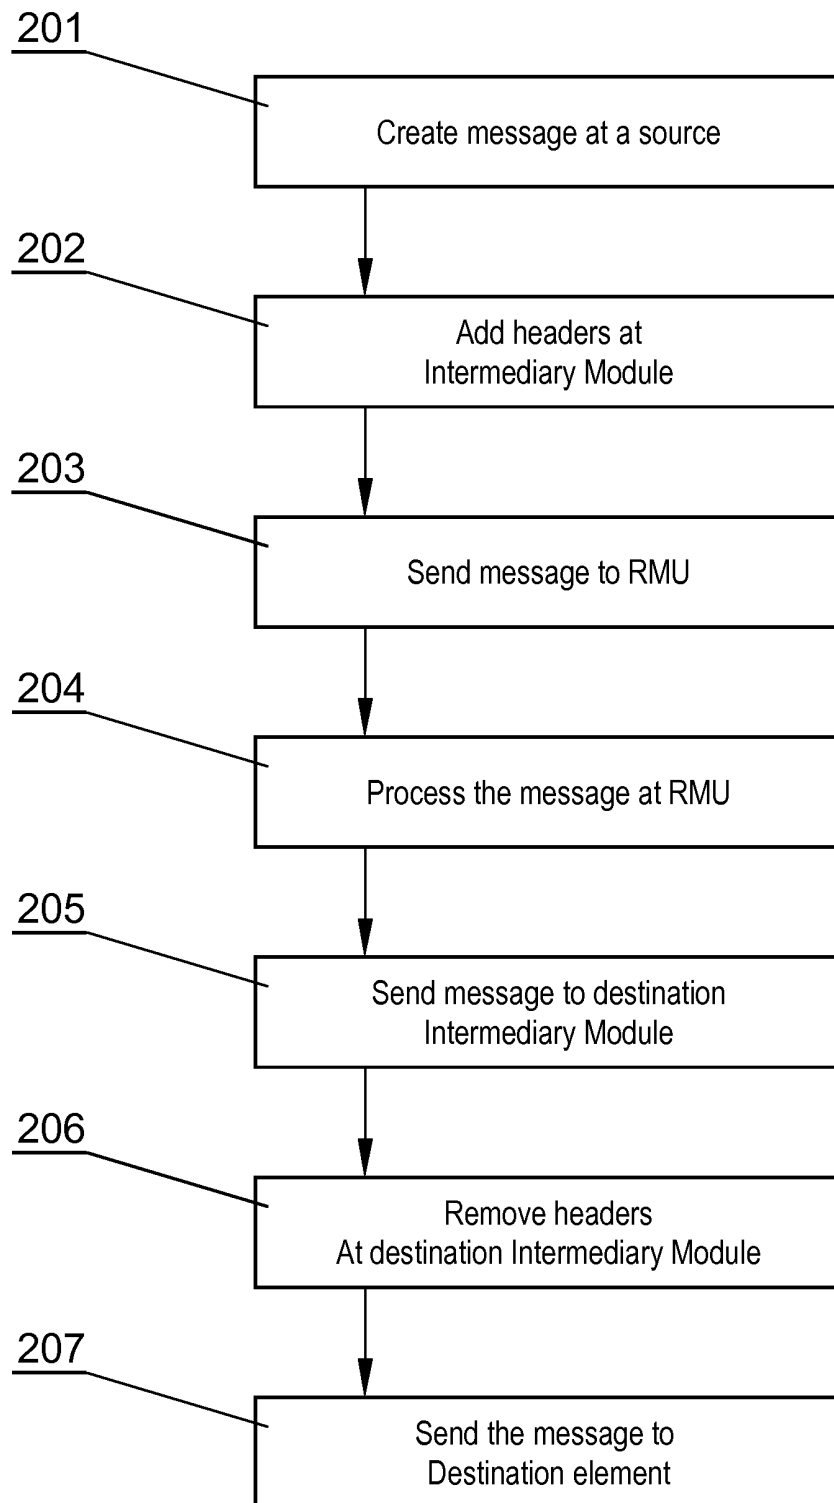 201
Create message at a source
202
Add headers at
Intermediary Module
203
Send message to RMU
204
Process the message at RMU
205
Send message to destination
Intermediary Module
206
Remove headers
At destination Intermediary Module
207
Send the message to
Destination element